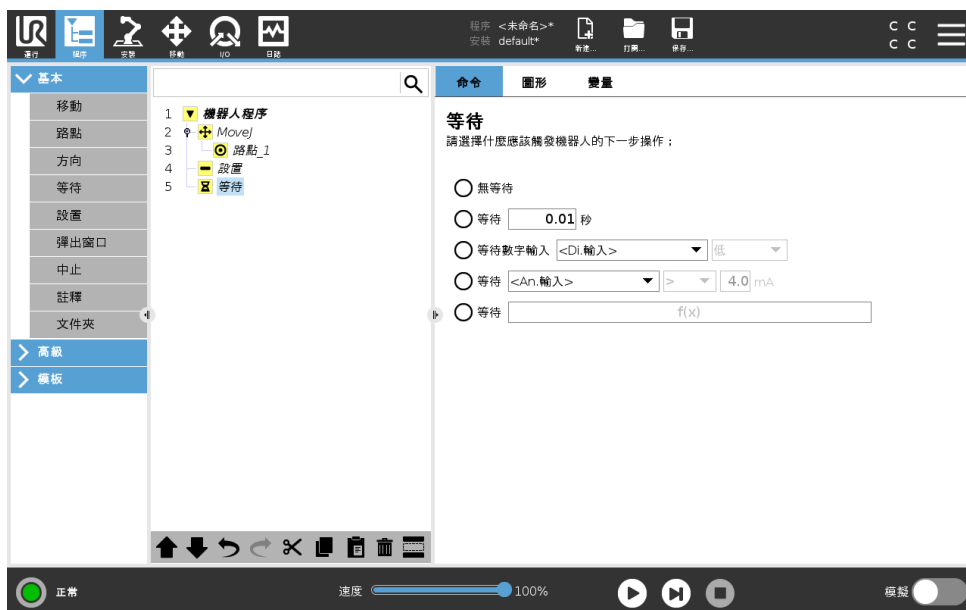 程序 <未命名>*
安裝 default*
運行
程序
安裝
移動
I/O
日誌
新建...
打開...
保存...
C C
C C
基本
移動
路點
方向
等待
設置
彈出窗口
中止
註釋
文件夾
高級
模板
1 機器人程序
2 MoveJ
3 路點_1
4 設置
5 等待
命令 圖形 變量
等待
請選擇什麼應該觸發機器人的下一步操作；
無等待
等待 0.01 秒
等待數字輸入 <Di.輸入> 低
等待 <An.輸入> > 4.0 mA
等待 f(x)
正常
速度 100%
模擬